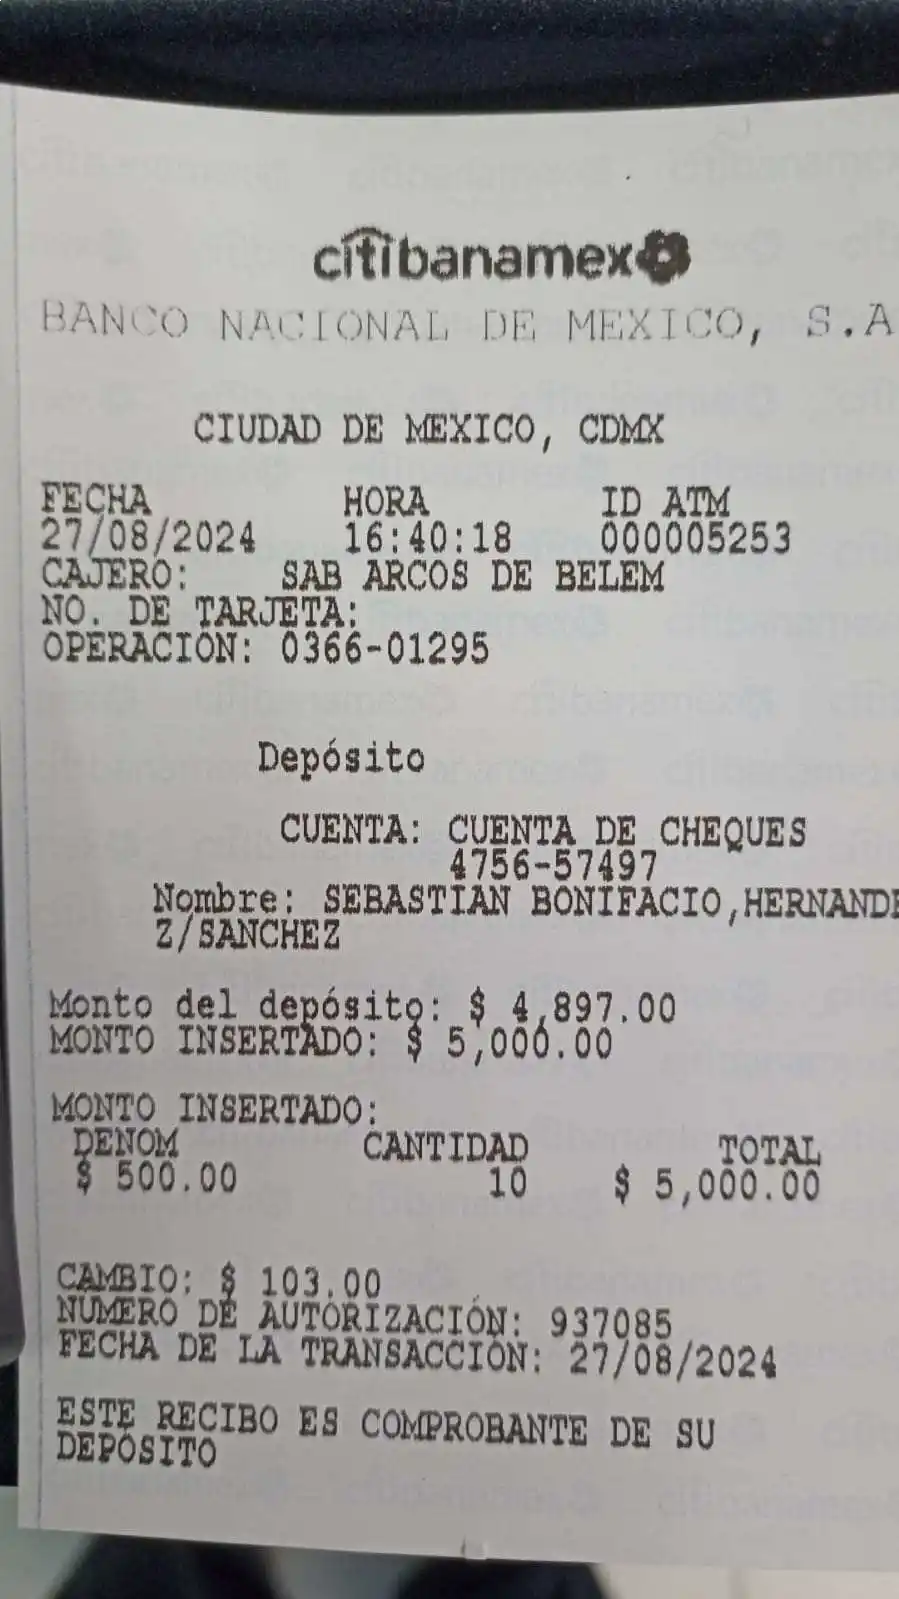 citibanamex
BANCO NACIONAL DE MEXICO, S.A
CIUDAD DE MEXICO, CDMX
FECHA HORA ID ATM
27/08/2024 16:40:18 000005253
CAJERO: SAB ARCOS DE BELEM
NO. DE TARJETA:
OPERACIÓN: 0366-01295
Depósito
CUENTA: CUENTA DE CHEQUES
4756-57497
Nombre: SEBASTIAN BONIFACIO,HERNANDE
Z/SANCHEZ
Monto del depósito: $ 4,897.00
MONTO INSERTADO: $ 5,000.00
MONTO INSERTADO:
DENOM CANTIDAD TOTAL
$ 500.00 10 $ 5,000.00
CAMBIO: $ 103.00
NÚMERO DE AUTORIZACIÓN: 937085
FECHA DE LA TRANSACCIÓN: 27/08/2024
ESTE RECIBO ES COMPROBANTE DE SU
DEPÓSITO